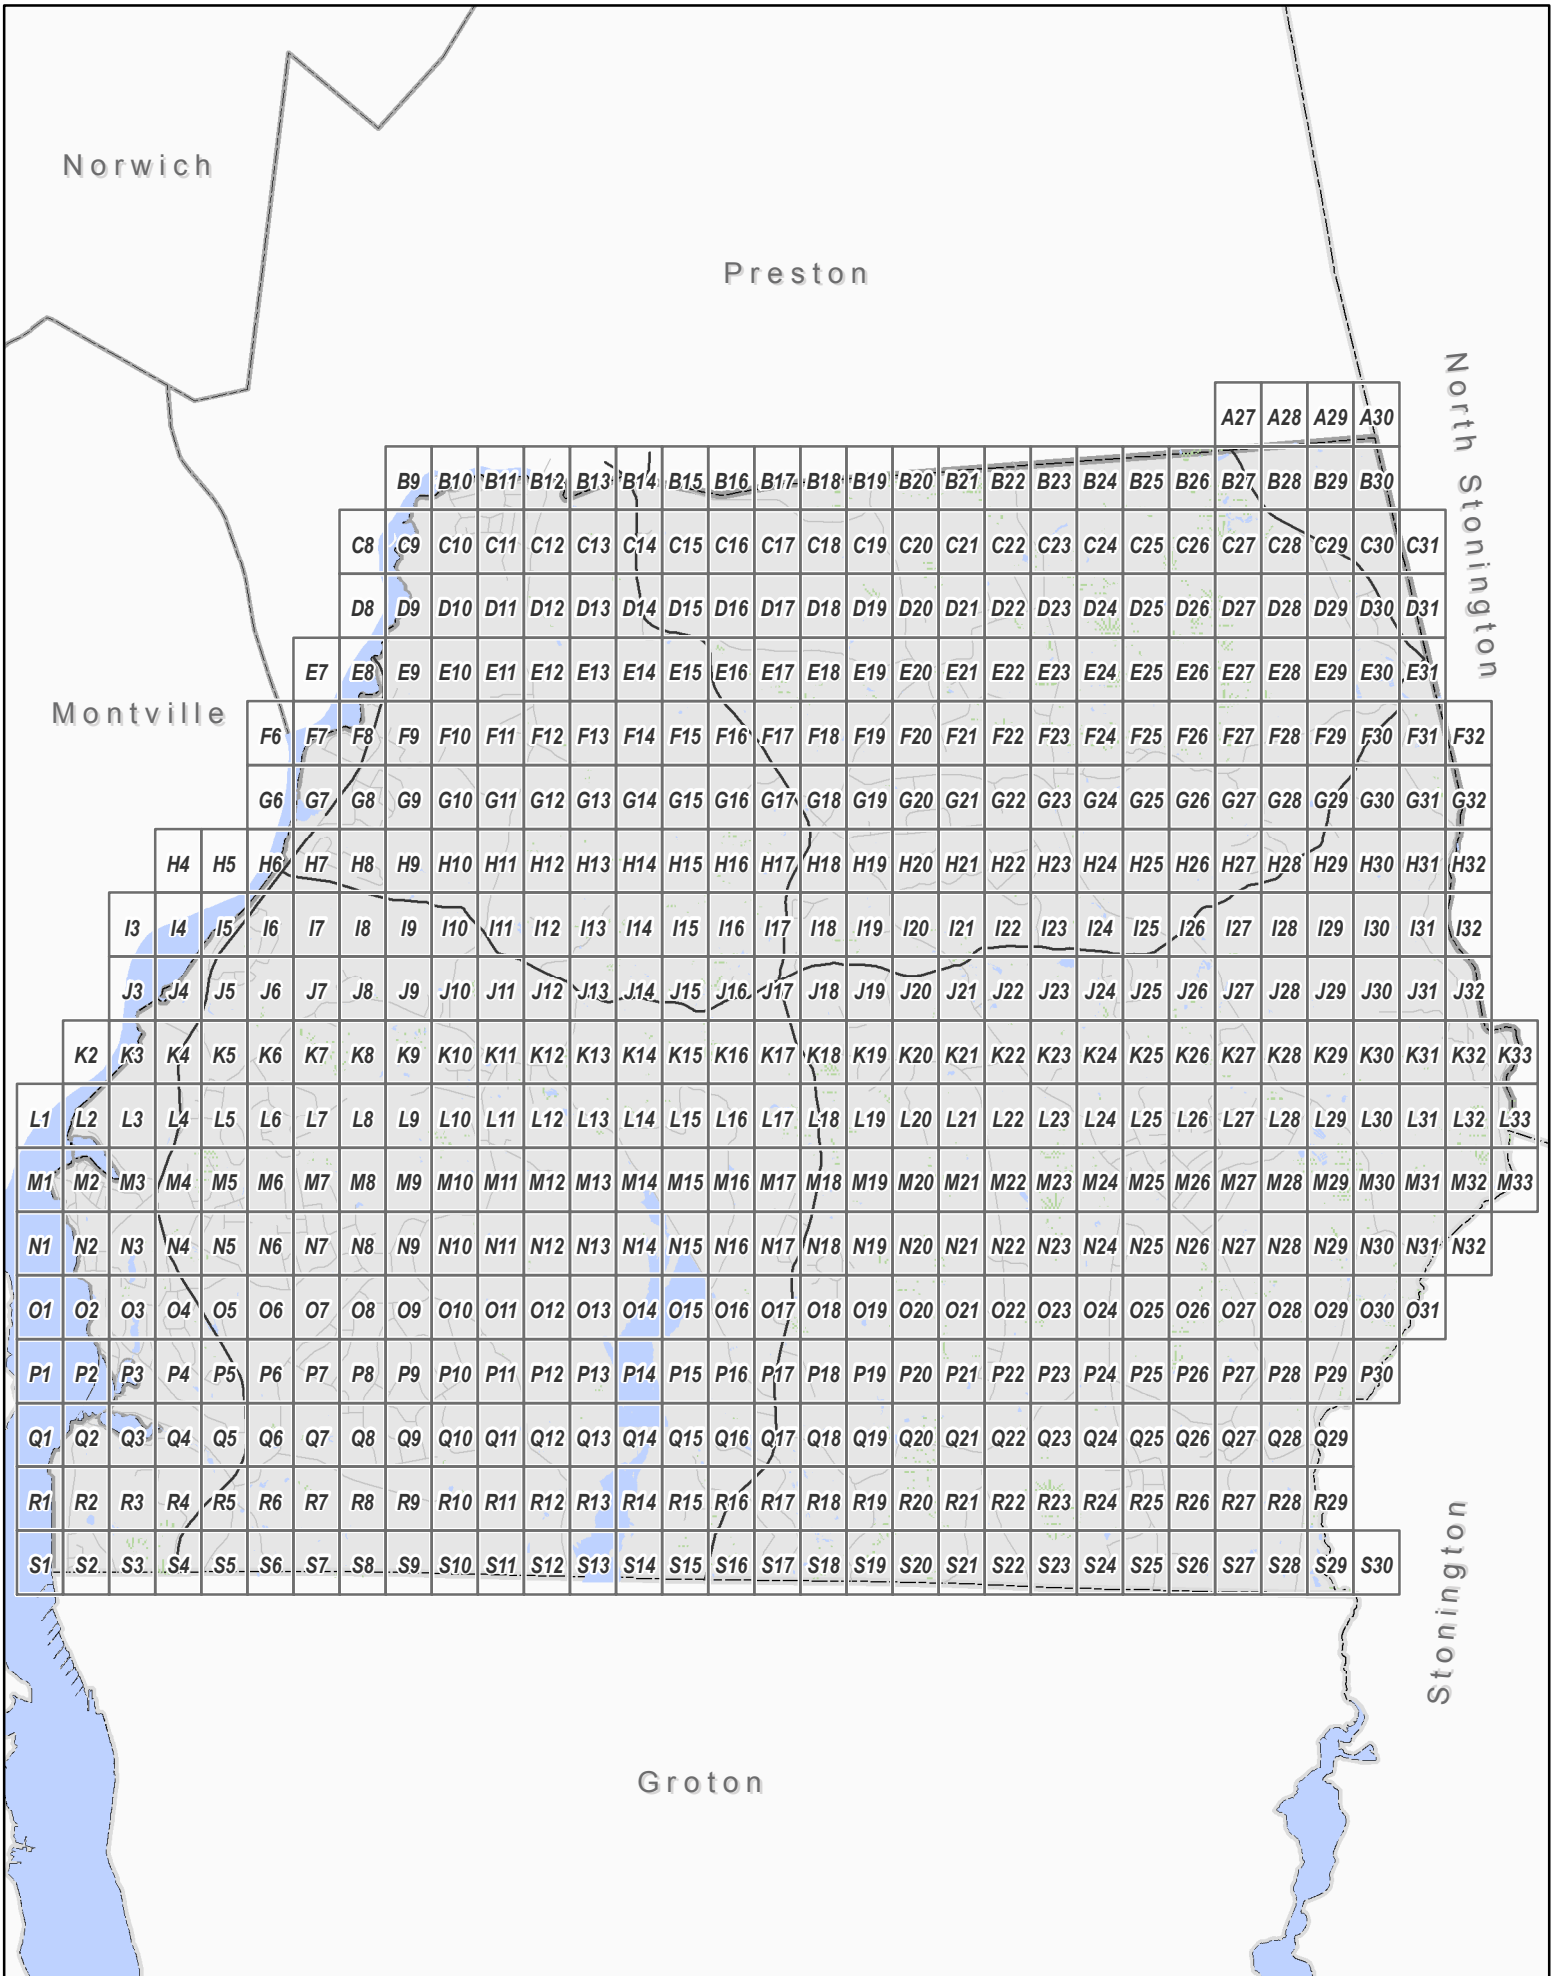 Norwich
Preston
North Stonington
A27 A28 A29 A30
B9 B10 B11 B12 B13 B14 B15 B16 B17 B18 B19 B20 B21 B22 B23 B24 B25 B26 B27 B28 B29 B30
C8 C9 C10 C11 C12 C13 C14 C15 C16 C17 C18 C19 C20 C21 C22 C23 C24 C25 C26 C27 C28 C29 C30 C31
D8 D9 D10 D11 D12 D13 D14 D15 D16 D17 D18 D19 D20 D21 D22 D23 D24 D25 D26 D27 D28 D29 D30 D31
E7 E8 E9 E10 E11 E12 E13 E14 E15 E16 E17 E18 E19 E20 E21 E22 E23 E24 E25 E26 E27 E28 E29 E30 E31
Montville
F6 F7 F8 F9 F10 F11 F12 F13 F14 F15 F16 F17 F18 F19 F20 F21 F22 F23 F24 F25 F26 F27 F28 F29 F30 F31 F32
G6 G7 G8 G9 G10 G11 G12 G13 G14 G15 G16 G17 G18 G19 G20 G21 G22 G23 G24 G25 G26 G27 G28 G29 G30 G31 G32
H4 H5 H6 H7 H8 H9 H10 H11 H12 H13 H14 H15 H16 H17 H18 H19 H20 H21 H22 H23 H24 H25 H26 H27 H28 H29 H30 H31 H32
I3 I4 I5 I6 I7 I8 I9 I10 I11 I12 I13 I14 I15 I16 I17 I18 I19 I20 I21 I22 I23 I24 I25 I26 I27 I28 I29 I30 I31 I32
J3 J4 J5 J6 J7 J8 J9 J10 J11 J12 J13 J14 J15 J16 J17 J18 J19 J20 J21 J22 J23 J24 J25 J26 J27 J28 J29 J30 J31 J32
K2 K3 K4 K5 K6 K7 K8 K9 K10 K11 K12 K13 K14 K15 K16 K17 K18 K19 K20 K21 K22 K23 K24 K25 K26 K27 K28 K29 K30 K31 K32 K33
L1 L2 L3 L4 L5 L6 L7 L8 L9 L10 L11 L12 L13 L14 L15 L16 L17 L18 L19 L20 L21 L22 L23 L24 L25 L26 L27 L28 L29 L30 L31 L32 L33
M1 M2 M3 M4 M5 M6 M7 M8 M9 M10 M11 M12 M13 M14 M15 M16 M17 M18 M19 M20 M21 M22 M23 M24 M25 M26 M27 M28 M29 M30 M31 M32 M33
N1 N2 N3 N4 N5 N6 N7 N8 N9 N10 N11 N12 N13 N14 N15 N16 N17 N18 N19 N20 N21 N22 N23 N24 N25 N26 N27 N28 N29 N30 N31 N32
O1 O2 O3 O4 O5 O6 O7 O8 O9 O10 O11 O12 O13 O14 O15 O16 O17 O18 O19 O20 O21 O22 O23 O24 O25 O26 O27 O28 O29 O30 O31
P1 P2 P3 P4 P5 P6 P7 P8 P9 P10 P11 P12 P13 P14 P15 P16 P17 P18 P19 P20 P21 P22 P23 P24 P25 P26 P27 P28 P29 P30
Q1 Q2 Q3 Q4 Q5 Q6 Q7 Q8 Q9 Q10 Q11 Q12 Q13 Q14 Q15 Q16 Q17 Q18 Q19 Q20 Q21 Q22 Q23 Q24 Q25 Q26 Q27 Q28 Q29
R1 R2 R3 R4 R5 R6 R7 R8 R9 R10 R11 R12 R13 R14 R15 R16 R17 R18 R19 R20 R21 R22 R23 R24 R25 R26 R27 R28 R29
S1 S2 S3 S4 S5 S6 S7 S8 S9 S10 S11 S12 S13 S14 S15 S16 S17 S18 S19 S20 S21 S22 S23 S24 S25 S26 S27 S28 S29 S30
Stonington
Groton